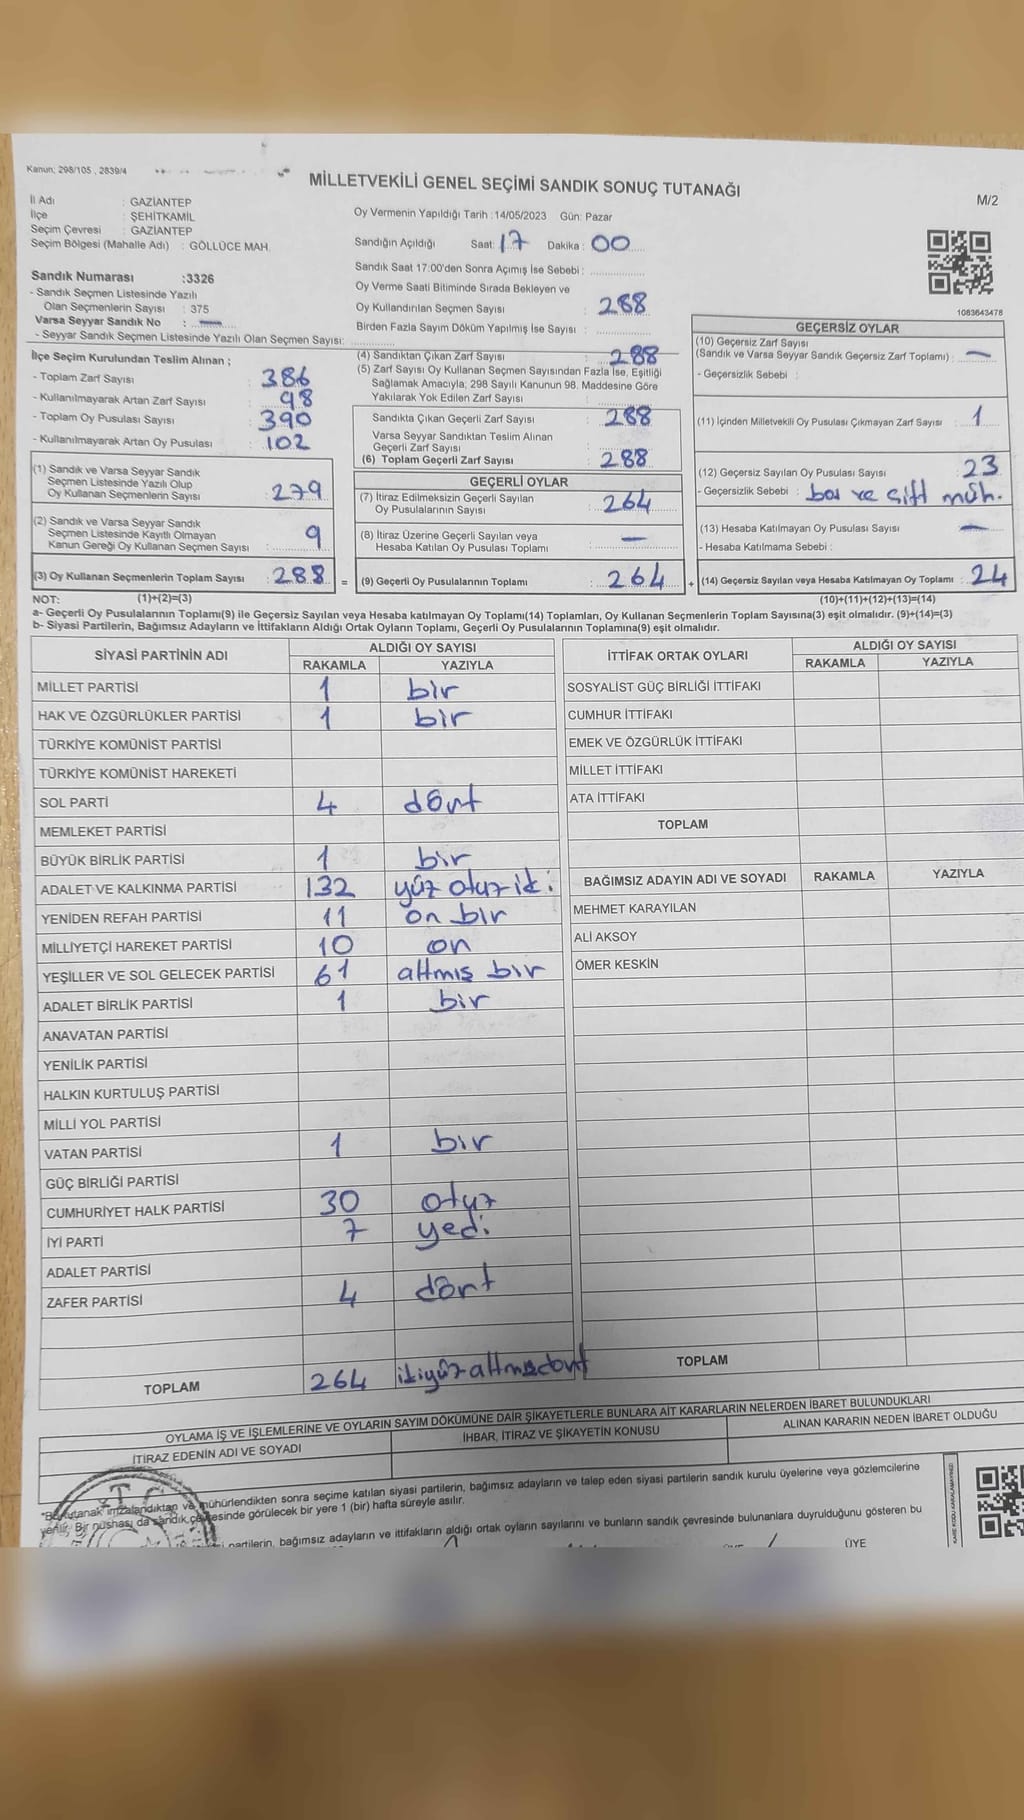 Kanun; 298/105 , 2839/4
MİLLETVEKİLİ GENEL SEÇİMİ SANDIK SONUÇ TUTANAĞI
M/2
İl Adı : GAZİANTEP
İlçe : ŞEHİTKAMİL
Seçim Çevresi : GAZİANTEP
Seçim Bölgesi (Mahalle Adı) : GÖLLÜCE MAH.
Sandık Numarası :3326
- Sandık Seçmen Listesinde Yazılı
Olan Seçmenlerin Sayısı : 375
Varsa Seyyar Sandık No : —
- Seyyar Sandık Seçmen Listesinde Yazılı Olan Seçmen Sayısı:
Oy Vermenin Yapıldığı Tarih :14/05/2023 Gün: Pazar
Sandığın Açıldığı Saat: 17 Dakika : 00
Sandık Saat 17:00'den Sonra Açımış İse Sebebi :
Oy Verme Saati Bitiminde Sırada Bekleyen ve
Oy Kullandırılan Seçmen Sayısı : 288
Birden Fazla Sayım Döküm Yapılmış İse Sayısı :
1083643478
İlçe Seçim Kurulundan Teslim Alınan ;
- Toplam Zarf Sayısı : 386
- Kullanılmayarak Artan Zarf Sayısı : 98
- Toplam Oy Pusulası Sayısı : 390
- Kullanılmayarak Artan Oy Pusulası : 102
(1) Sandık ve Varsa Seyyar Sandık
Seçmen Listesinde Yazılı Olup
Oy Kullanan Seçmenlerin Sayısı : 279
(2) Sandık ve Varsa Seyyar Sandık
Seçmen Listesinde Kayıtlı Olmayan
Kanun Gereği Oy Kullanan Seçmen Sayısı : 9
(3) Oy Kullanan Seçmenlerin Toplam Sayısı : 288 =
(4) Sandıktan Çıkan Zarf Sayısı : 288
(5) Zarf Sayısı Oy Kullanan Seçmen Sayısından Fazla İse, Eşitliği
Sağlamak Amacıyla; 298 Sayılı Kanunun 98. Maddesine Göre
Yakılarak Yok Edilen Zarf Sayısı :
Sandıkta Çıkan Geçerli Zarf Sayısı : 288
Varsa Seyyar Sandıktan Teslim Alınan
Geçerli Zarf Sayısı :
(6) Toplam Geçerli Zarf Sayısı : 288
GEÇERLİ OYLAR
(7) İtiraz Edilmeksizin Geçerli Sayılan
Oy Pusulalarının Sayısı : 264
(8) İtiraz Üzerine Geçerli Sayılan veya
Hesaba Katılan Oy Pusulası Toplamı : —
(9) Geçerli Oy Pusulalarının Toplamı : 264 +
GEÇERSİZ OYLAR
(10) Geçersiz Zarf Sayısı
(Sandık ve Varsa Seyyar Sandık Geçersiz Zarf Toplamı) : —
- Geçersizlik Sebebi :
(11) İçinden Milletvekili Oy Pusulası Çıkmayan Zarf Sayısı : 1
(12) Geçersiz Sayılan Oy Pusulası Sayısı : 23
- Geçersizlik Sebebi : boş ve çift müh.
(13) Hesaba Katılmayan Oy Pusulası Sayısı : —
- Hesaba Katılmama Sebebi :
(14) Geçersiz Sayılan veya Hesaba Katılmayan Oy Toplamı : 24
NOT: (1)+(2)=(3) (10)+(11)+(12)+(13)=(14)
a- Geçerli Oy Pusulalarının Toplamı(9) ile Geçersiz Sayılan veya Hesaba katılmayan Oy Toplamı(14) Toplamları, Oy Kullanan Seçmenlerin Toplam Sayısına(3) eşit olmalıdır. (9)+(14)=(3)
b- Siyasi Partilerin, Bağımsız Adayların ve İttifakların Aldığı Ortak Oyların Toplamı, Geçerli Oy Pusulalarının Toplamına(9) eşit olmalıdır.
SİYASİ PARTİNİN ADI ALDIĞI OY SAYISI
RAKAMLA YAZIYLA
MİLLET PARTİSİ 1 bir
HAK VE ÖZGÜRLÜKLER PARTİSİ 1 bir
TÜRKİYE KOMÜNİST PARTİSİ
TÜRKİYE KOMÜNİST HAREKETİ
SOL PARTİ 4 dört
MEMLEKET PARTİSİ
BÜYÜK BİRLİK PARTİSİ 1 bir
ADALET VE KALKINMA PARTİSİ 132 yüz otuz iki
YENİDEN REFAH PARTİSİ 11 on bir
MİLLİYETÇİ HAREKET PARTİSİ 10 on
YEŞİLLER VE SOL GELECEK PARTİSİ 61 altmış bir
ADALET BİRLİK PARTİSİ 1 bir
ANAVATAN PARTİSİ
YENİLİK PARTİSİ
HALKIN KURTULUŞ PARTİSİ
MİLLİ YOL PARTİSİ
VATAN PARTİSİ 1 bir
GÜÇ BİRLİĞİ PARTİSİ
CUMHURİYET HALK PARTİSİ 30 otuz
İYİ PARTİ 7 yedi
ADALET PARTİSİ
ZAFER PARTİSİ 4 dört
TOPLAM 264 ikiyüz altmış dört
İTTİFAK ORTAK OYLARI ALDIĞI OY SAYISI
RAKAMLA YAZIYLA
SOSYALİST GÜÇ BİRLİĞİ İTTİFAKI
CUMHUR İTTİFAKI
EMEK VE ÖZGÜRLÜK İTTİFAKI
MİLLET İTTİFAKI
ATA İTTİFAKI
TOPLAM
BAĞIMSIZ ADAYIN ADI VE SOYADI RAKAMLA YAZIYLA
MEHMET KARAYILAN
ALİ AKSOY
ÖMER KESKİN
TOPLAM
OYLAMA İŞ VE İŞLEMLERİNE VE OYLARIN SAYIM DÖKÜMÜNE DAİR ŞİKAYETLERLE BUNLARA AİT KARARLARIN NELERDEN İBARET BULUNDUKLARI
İTİRAZ EDENİN ADI VE SOYADI İHBAR, İTİRAZ VE ŞİKAYETİN KONUSU ALINAN KARARIN NEDEN İBARET OLDUĞU
T.C
tutanak imzalandıktan ve mühürlendikten sonra seçime katılan siyasi partilerin, bağımsız adayların ve talep eden siyasi partilerin sandık kurulu üyelerine veya gözlemcilerine
verilir. Bir nüshası da sandık çevresinde görülecek bir yere 1 (bir) hafta süreyle asılır.
partilerin, bağımsız adayların ve ittifakların aldığı ortak oyların sayılarını ve bunların sandık çevresinde bulunanlara duyrulduğunu gösteren bu
ÜYE